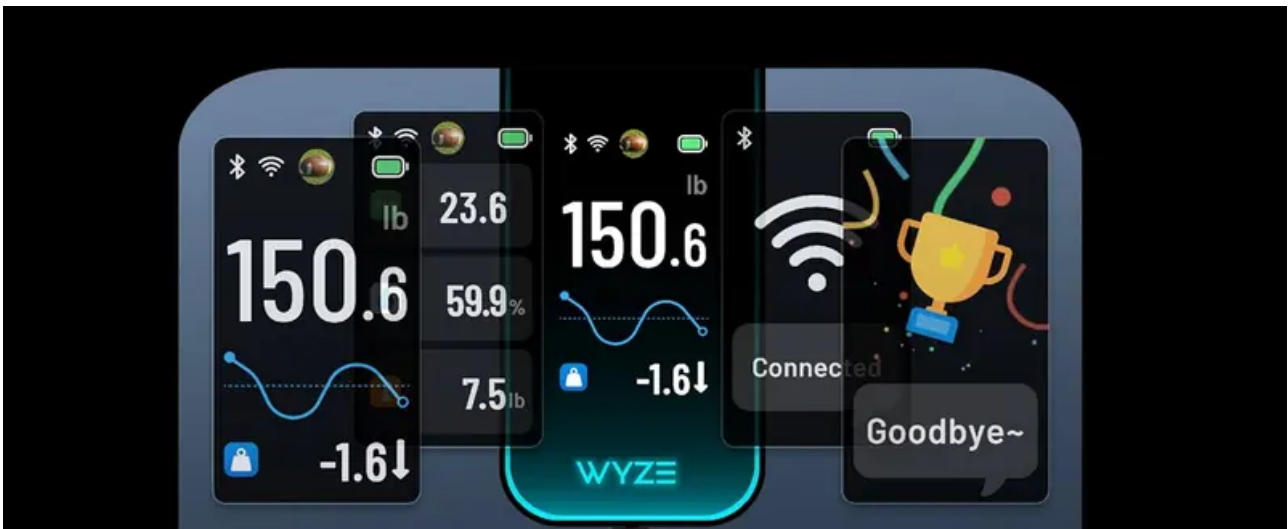 lb
150.6
-1.6↓
23.6
59.9%
7.5lb
lb
150.6
-1.6↓
WYZE
Connected
Goodbye~